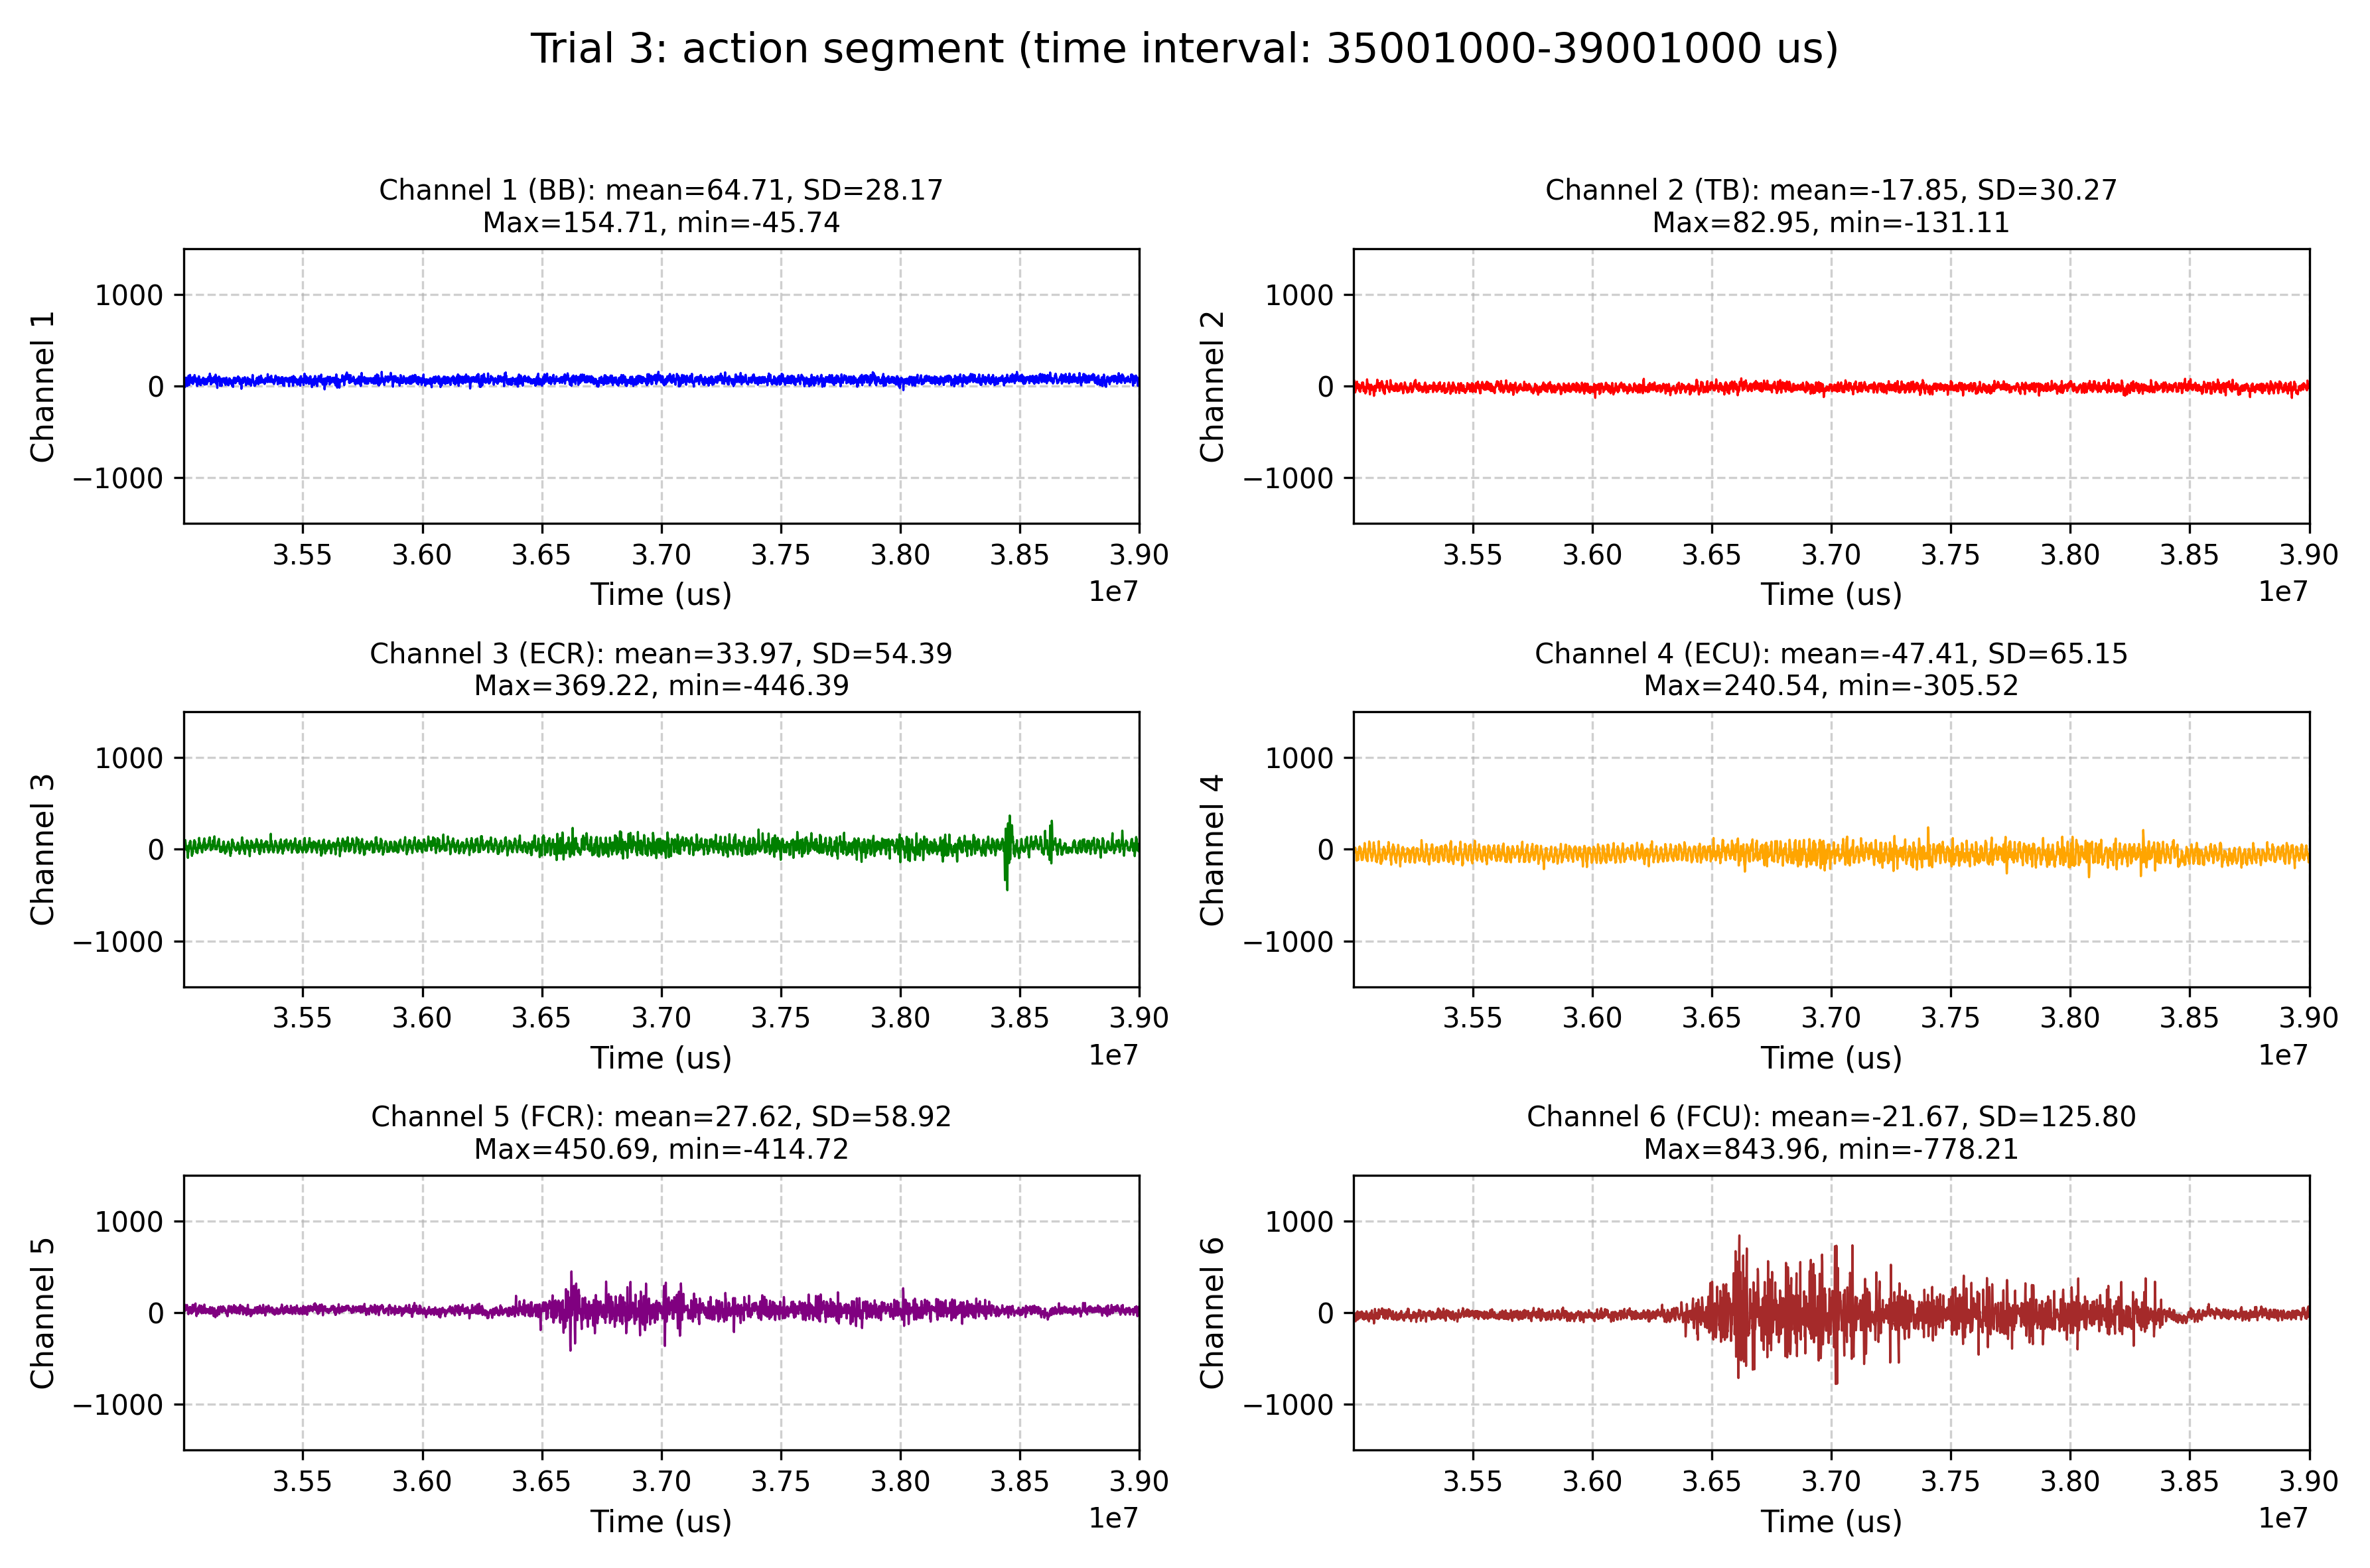 Trial 3: action segment (time interval: 35001000-39001000 us)
Channel 1 (BB): mean=64.71, SD=28.17
Max=154.71, min=-45.74
Channel 1
1000
0
−1000
3.55 3.60 3.65 3.70 3.75 3.80 3.85 3.90
Time (us)
1e7
Channel 2 (TB): mean=-17.85, SD=30.27
Max=82.95, min=-131.11
Channel 2
1000
0
−1000
3.55 3.60 3.65 3.70 3.75 3.80 3.85 3.90
Time (us)
1e7
Channel 3 (ECR): mean=33.97, SD=54.39
Max=369.22, min=-446.39
Channel 3
1000
0
−1000
3.55 3.60 3.65 3.70 3.75 3.80 3.85 3.90
Time (us)
1e7
Channel 4 (ECU): mean=-47.41, SD=65.15
Max=240.54, min=-305.52
Channel 4
1000
0
−1000
3.55 3.60 3.65 3.70 3.75 3.80 3.85 3.90
Time (us)
1e7
Channel 5 (FCR): mean=27.62, SD=58.92
Max=450.69, min=-414.72
Channel 5
1000
0
−1000
3.55 3.60 3.65 3.70 3.75 3.80 3.85 3.90
Time (us)
1e7
Channel 6 (FCU): mean=-21.67, SD=125.80
Max=843.96, min=-778.21
Channel 6
1000
0
−1000
3.55 3.60 3.65 3.70 3.75 3.80 3.85 3.90
Time (us)
1e7